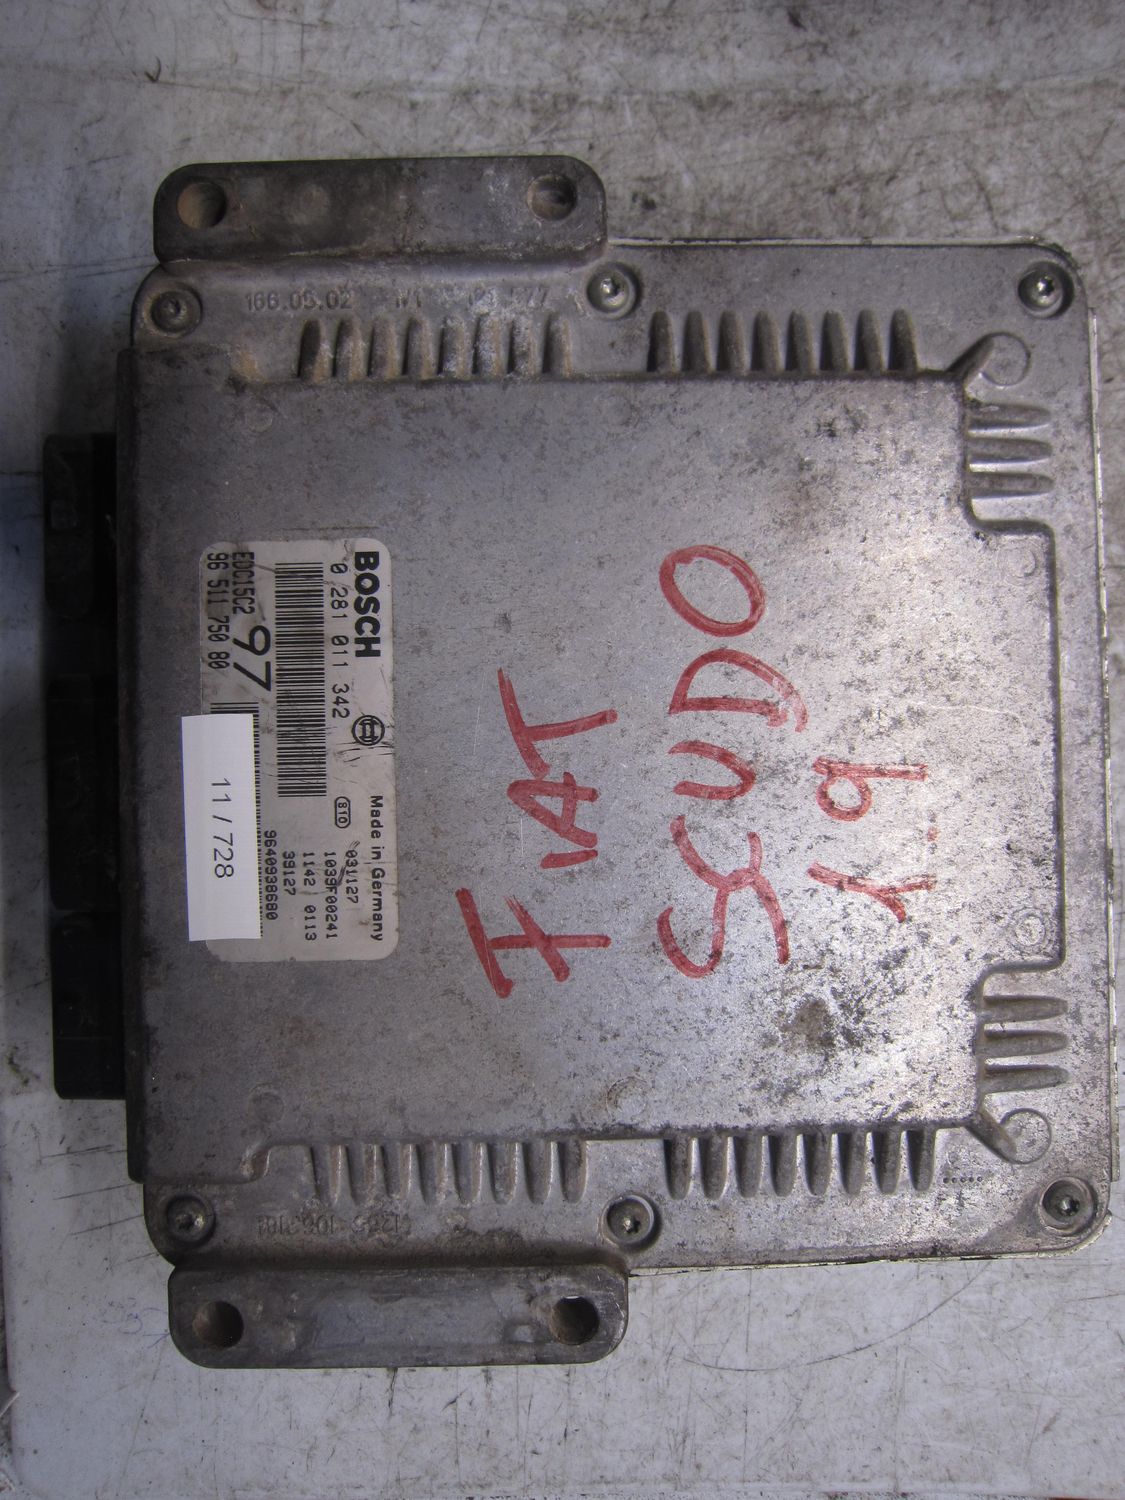 BOSCH
0 281 011 342
EDC15C2
97
96 511 750 80
Made in Germany
810
031127
1039F00241
1142 0113
39127
9640938680
11 / 728
FIAT
SCUDO
1.9
166.05.02